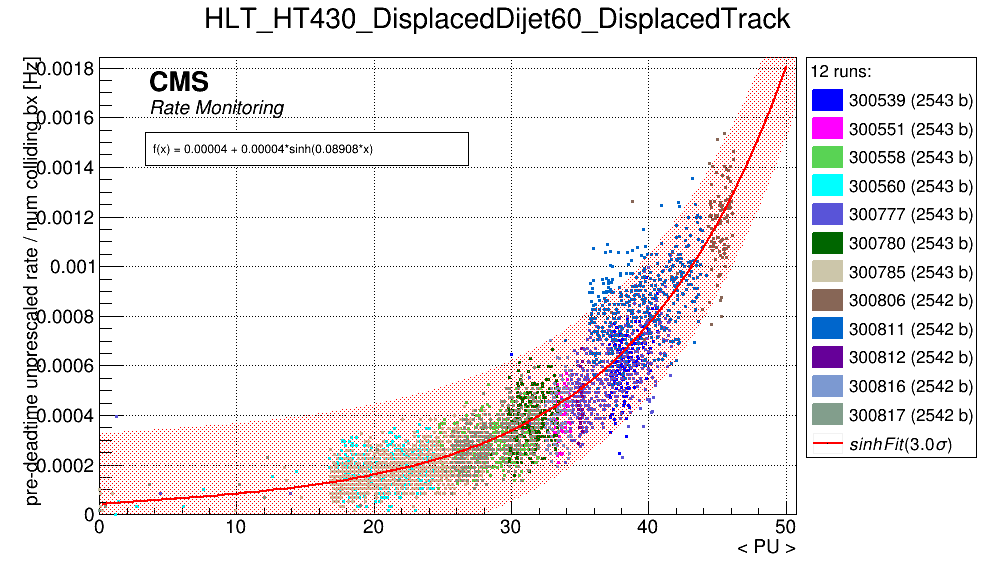 HLT_HT430_DisplacedDijet60_DisplacedTrack
pre-deadtime unprescaled rate / num colliding bx [Hz]
0.0018
0.0016
0.0014
0.0012
0.001
0.0008
0.0006
0.0004
0.0002
0
CMS
Rate Monitoring
f(x) = 0.00004 + 0.00004*sinh(0.08908*x)
0 10 20 30 40 50
< PU >
12 runs:
300539 (2543 b)
300551 (2543 b)
300558 (2543 b)
300560 (2543 b)
300777 (2543 b)
300780 (2543 b)
300785 (2543 b)
300806 (2542 b)
300811 (2542 b)
300812 (2542 b)
300816 (2542 b)
300817 (2542 b)
sinhFit(3.0σ)